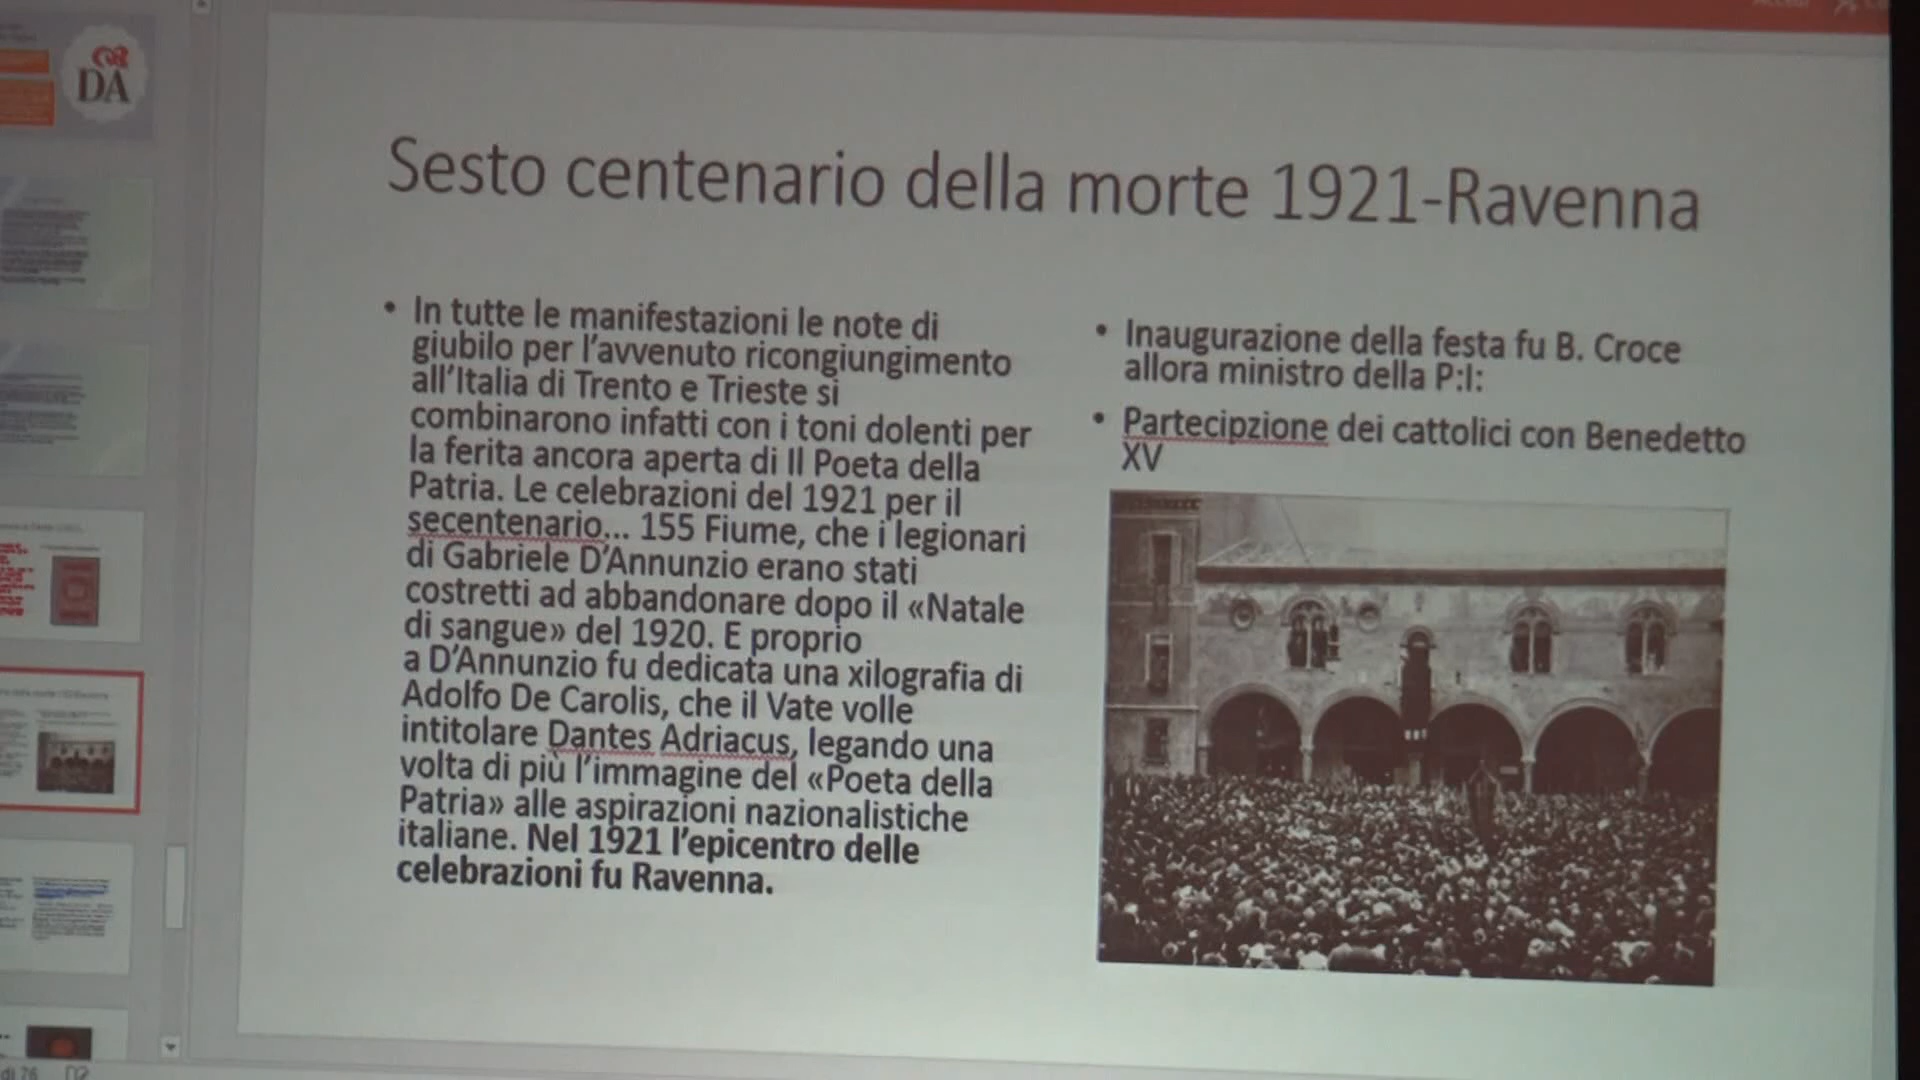 DA
Sesto centenario della morte 1921-Ravenna
• In tutte le manifestazioni le note di
giubilo per l'avvenuto ricongiungimento
all'Italia di Trento e Trieste si
combinarono infatti con i toni dolenti per
la ferita ancora aperta di Il Poeta della
Patria. Le celebrazioni del 1921 per il
secentenario... 155 Fiume, che i legionari
di Gabriele D'Annunzio erano stati
costretti ad abbandonare dopo il «Natale
di sangue» del 1920. E proprio
a D'Annunzio fu dedicata una xilografia di
Adolfo De Carolis, che il Vate volle
intitolare Dantes Adriacus, legando una
volta di più l'immagine del «Poeta della
Patria» alle aspirazioni nazionalistiche
italiane. Nel 1921 l'epicentro delle
celebrazioni fu Ravenna.
• Inaugurazione della festa fu B. Croce
allora ministro della P:I:
• Partecipzione dei cattolici con Benedetto
XV
di 76